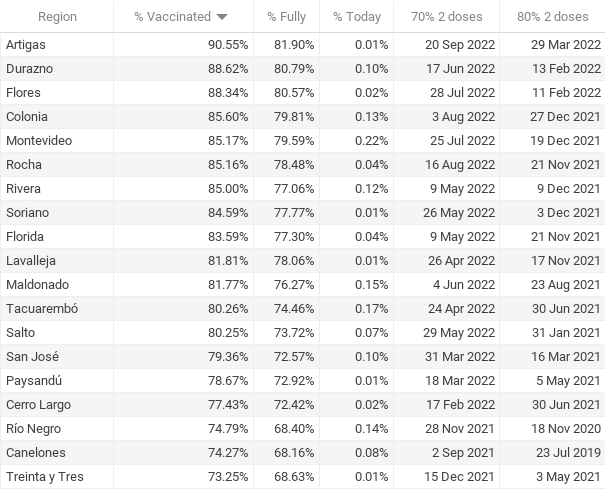 Region % Vaccinated % Fully % Today 70% 2 doses 80% 2 doses
Artigas 90.55% 81.90% 0.01% 20 Sep 2022 29 Mar 2022
Durazno 88.62% 80.79% 0.10% 17 Jun 2022 13 Feb 2022
Flores 88.34% 80.57% 0.02% 28 Jul 2022 11 Feb 2022
Colonia 85.60% 79.81% 0.13% 3 Aug 2022 27 Dec 2021
Montevideo 85.17% 79.59% 0.22% 25 Jul 2022 19 Dec 2021
Rocha 85.16% 78.48% 0.04% 16 Aug 2022 21 Nov 2021
Rivera 85.00% 77.06% 0.12% 9 May 2022 9 Dec 2021
Soriano 84.59% 77.77% 0.01% 26 May 2022 3 Dec 2021
Florida 83.59% 77.30% 0.04% 9 May 2022 21 Nov 2021
Lavalleja 81.81% 78.06% 0.01% 26 Apr 2022 17 Nov 2021
Maldonado 81.77% 76.27% 0.15% 4 Jun 2022 23 Aug 2021
Tacuarembó 80.26% 74.46% 0.17% 24 Apr 2022 30 Jun 2021
Salto 80.25% 73.72% 0.07% 29 May 2022 31 Jan 2021
San José 79.36% 72.57% 0.10% 31 Mar 2022 16 Mar 2021
Paysandú 78.67% 72.92% 0.01% 18 Mar 2022 5 May 2021
Cerro Largo 77.43% 72.42% 0.02% 17 Feb 2022 30 Jun 2021
Río Negro 74.79% 68.40% 0.14% 28 Nov 2021 18 Nov 2020
Canelones 74.27% 68.16% 0.08% 2 Sep 2021 23 Jul 2019
Treinta y Tres 73.25% 68.63% 0.01% 15 Dec 2021 3 May 2021